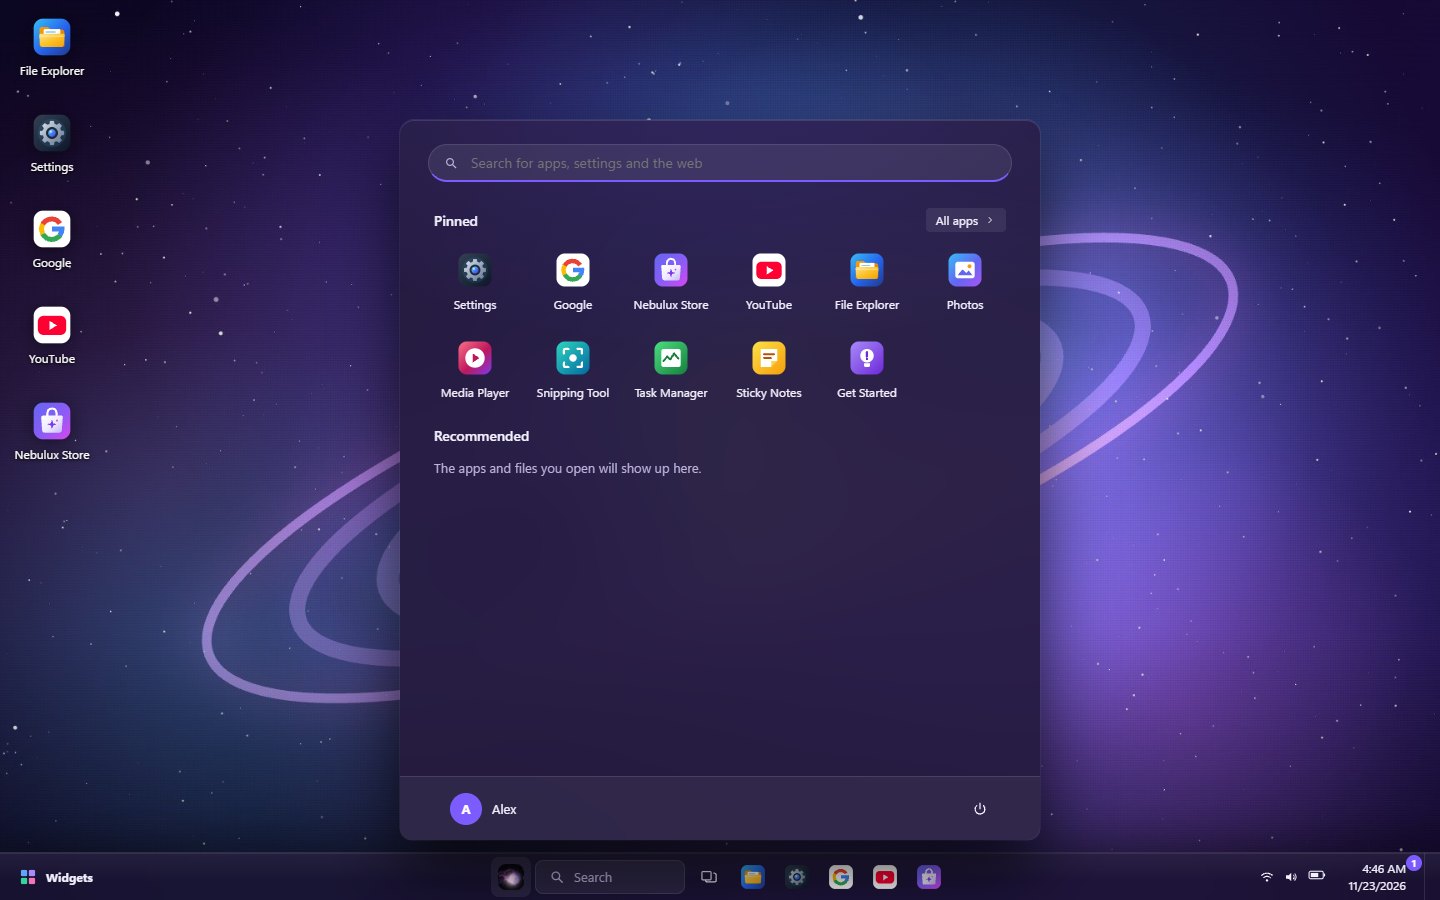 File Explorer
Settings
Google
YouTube
Nebulux Store
Search for apps, settings and the web
Pinned
All apps
Settings
Google
Nebulux Store
YouTube
File Explorer
Photos
Media Player
Snipping Tool
Task Manager
Sticky Notes
Get Started
Recommended
The apps and files you open will show up here.
A
Alex
Widgets
Search
4:46 AM
1
11/23/2026